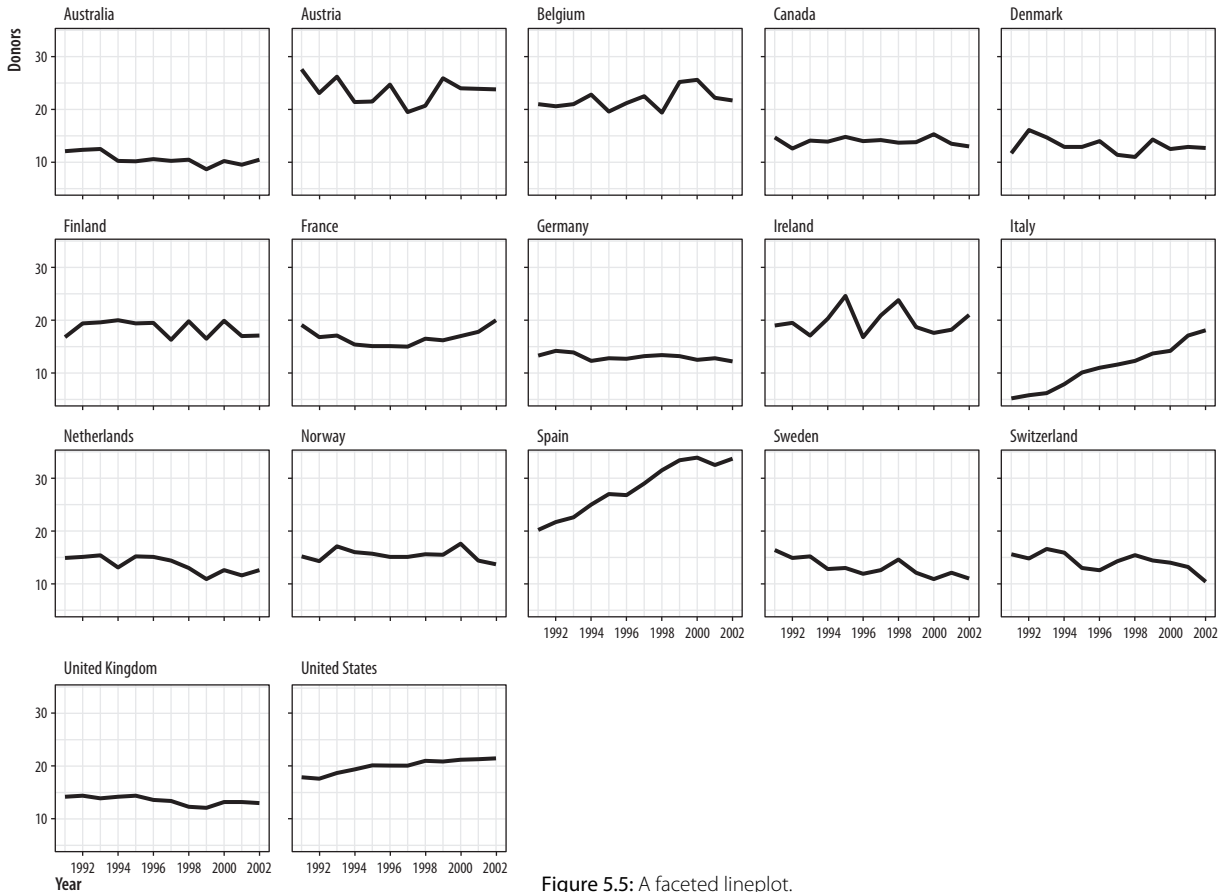 Australia Austria Belgium Canada Denmark
Donors
30
20
10
Finland France Germany Ireland Italy
30
20
10
Netherlands Norway Spain Sweden Switzerland
30
20
10
1992 1994 1996 1998 2000 2002 1992 1994 1996 1998 2000 2002 1992 1994 1996 1998 2000 2002
United Kingdom United States
30
20
10
1992 1994 1996 1998 2000 2002 1992 1994 1996 1998 2000 2002
Year
Figure 5.5: A faceted lineplot.